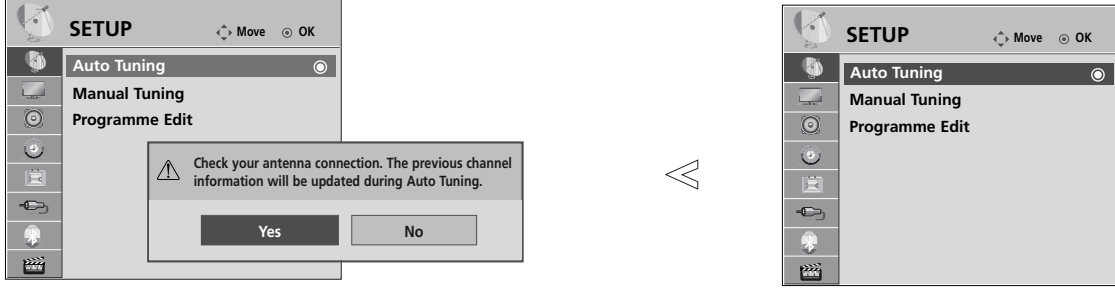 SETUP
Move OK
Auto Tuning
Manual Tuning
Programme Edit
Check your antenna connection. The previous channel
information will be updated during Auto Tuning.
Yes No
SETUP
Move OK
Auto Tuning
Manual Tuning
Programme Edit